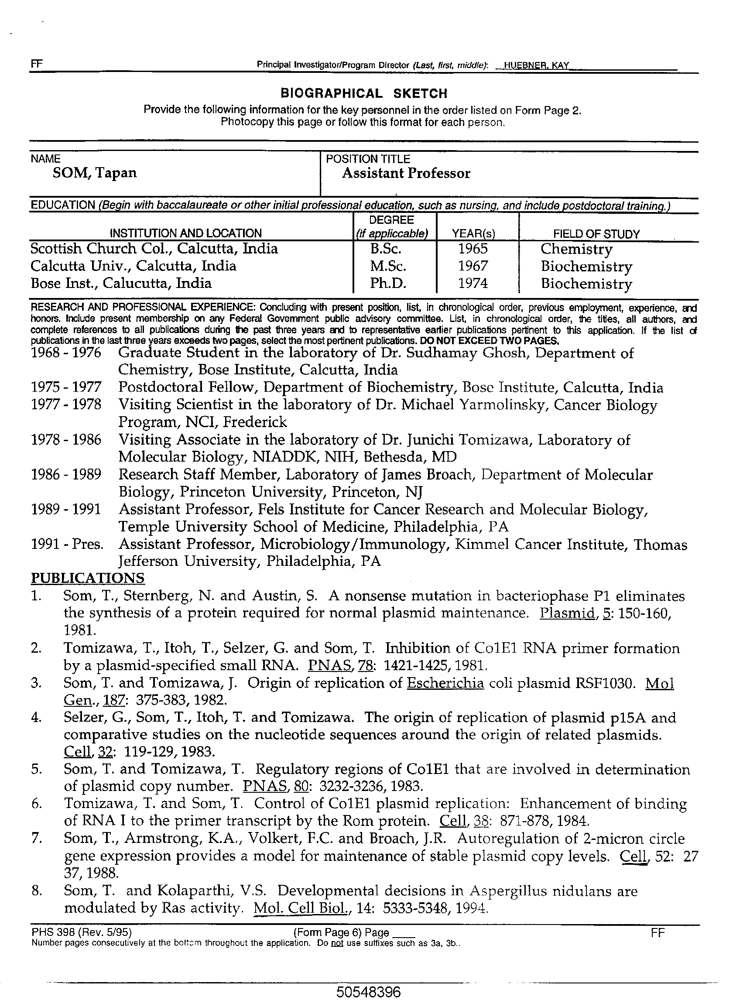 FF
Principal Investigator/Program Director (Last, first, middle): HUEBNER, KAY
BIOGRAPHICAL SKETCH
Provide the following information for the key personnel in the order listed on Form Page 2.
Photocopy this page or follow this format for each person.
NAME
SOM, Tapan
POSITION TITLE
Assistant Professor
EDUCATION (Begin with baccalaureate or other initial professional education, such as nursing, and include postdoctoral training.)
INSTITUTION AND LOCATION DEGREE (if appliccable) YEAR(s) FIELD OF STUDY
Scottish Church Col., Calcutta, India B.Sc. 1965 Chemistry
Calcutta Univ., Calcutta, India M.Sc. 1967 Biochemistry
Bose Inst., Calucutta, India Ph.D. 1974 Biochemistry
RESEARCH AND PROFESSIONAL EXPERIENCE: Concluding with present position, list, in chronological order, previous employment, experience, and
honors. Include present membership on any Federal Government public advisory committee. List, in chronological order, the titles, all authors, and
complete references to all publications during the past three years and to representative earlier publications pertinent to this application. If the list of
publications in the last three years exceeds two pages, select the most pertinent publications. DO NOT EXCEED TWO PAGES.
1968 - 1976 Graduate Student in the laboratory of Dr. Sudhamay Ghosh, Department of
Chemistry, Bose Institute, Calcutta, India
1975 - 1977 Postdoctoral Fellow, Department of Biochemistry, Bose Institute, Calcutta, India
1977 - 1978 Visiting Scientist in the laboratory of Dr. Michael Yarmolinsky, Cancer Biology
Program, NCI, Frederick
1978 - 1986 Visiting Associate in the laboratory of Dr. Junichi Tomizawa, Laboratory of
Molecular Biology, NIADDK, NIH, Bethesda, MD
1986 - 1989 Research Staff Member, Laboratory of James Broach, Department of Molecular
Biology, Princeton University, Princeton, NJ
1989 - 1991 Assistant Professor, Fels Institute for Cancer Research and Molecular Biology,
Temple University School of Medicine, Philadelphia, PA
1991 - Pres. Assistant Professor, Microbiology/Immunology, Kimmel Cancer Institute, Thomas
Jefferson University, Philadelphia, PA
PUBLICATIONS
1. Som, T., Sternberg, N. and Austin, S. A nonsense mutation in bacteriophase P1 eliminates
the synthesis of a protein required for normal plasmid maintenance. Plasmid, 5: 150-160,
1981.
2. Tomizawa, T., Itoh, T., Selzer, G. and Som, T. Inhibition of Co1E1 RNA primer formation
by a plasmid-specified small RNA. PNAS, 78: 1421-1425, 1981.
3. Som, T. and Tomizawa, J. Origin of replication of Escherichia coli plasmid RSF1030. Mol
Gen., 187: 375-383, 1982.
4. Selzer, G., Som, T., Itoh, T. and Tomizawa. The origin of replication of plasmid p15A and
comparative studies on the nucleotide sequences around the origin of related plasmids.
Cell, 32: 119-129, 1983.
5. Som, T. and Tomizawa, T. Regulatory regions of Co1E1 that are involved in determination
of plasmid copy number. PNAS, 80: 3232-3236, 1983.
6. Tomizawa, T. and Som, T. Control of Co1E1 plasmid replication: Enhancement of binding
of RNA I to the primer transcript by the Rom protein. Cell, 38: 871-878, 1984.
7. Som, T., Armstrong, K.A., Volkert, F.C. and Broach, J.R. Autoregulation of 2-micron circle
gene expression provides a model for maintenance of stable plasmid copy levels. Cell, 52: 27
37, 1988.
8. Som, T. and Kolaparthi, V.S. Developmental decisions in Aspergillus nidulans are
modulated by Ras activity. Mol. Cell Biol., 14: 5333-5348, 1994.
PHS 398 (Rev. 5/95) (Form Page 6) Page ____ FF
Number pages consecutively at the bottom throughout the application. Do not use suffixes such as 3a, 3b..
50548396